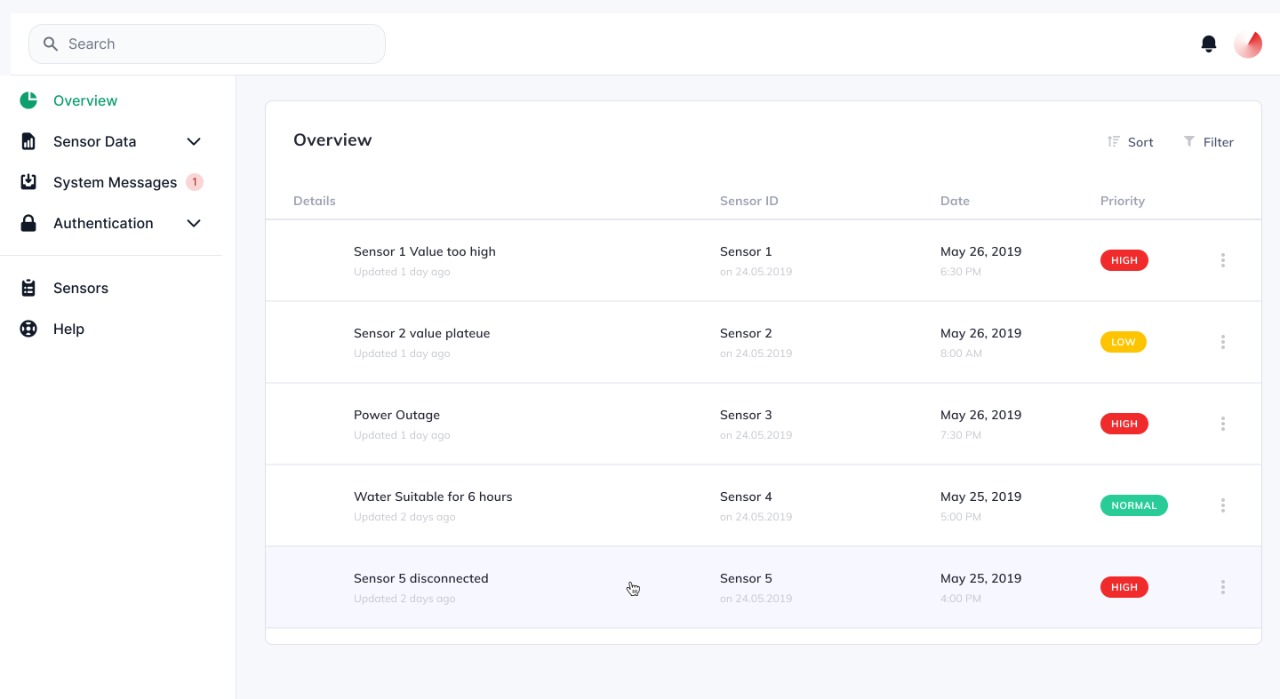 Search
Overview
Sensor Data
System Messages 1
Authentication
Sensors
Help
Overview
Sort Filter
Details Sensor ID Date Priority
Sensor 1 Value too high Sensor 1 May 26, 2019 HIGH
Updated 1 day ago on 24.05.2019 6:30 PM
Sensor 2 value plateue Sensor 2 May 26, 2019 LOW
Updated 1 day ago on 24.05.2019 8:00 AM
Power Outage Sensor 3 May 26, 2019 HIGH
Updated 1 day ago on 24.05.2019 7:30 PM
Water Suitable for 6 hours Sensor 4 May 25, 2019 NORMAL
Updated 2 days ago on 24.05.2019 5:00 PM
Sensor 5 disconnected Sensor 5 May 25, 2019 HIGH
Updated 2 days ago on 24.05.2019 4:00 PM